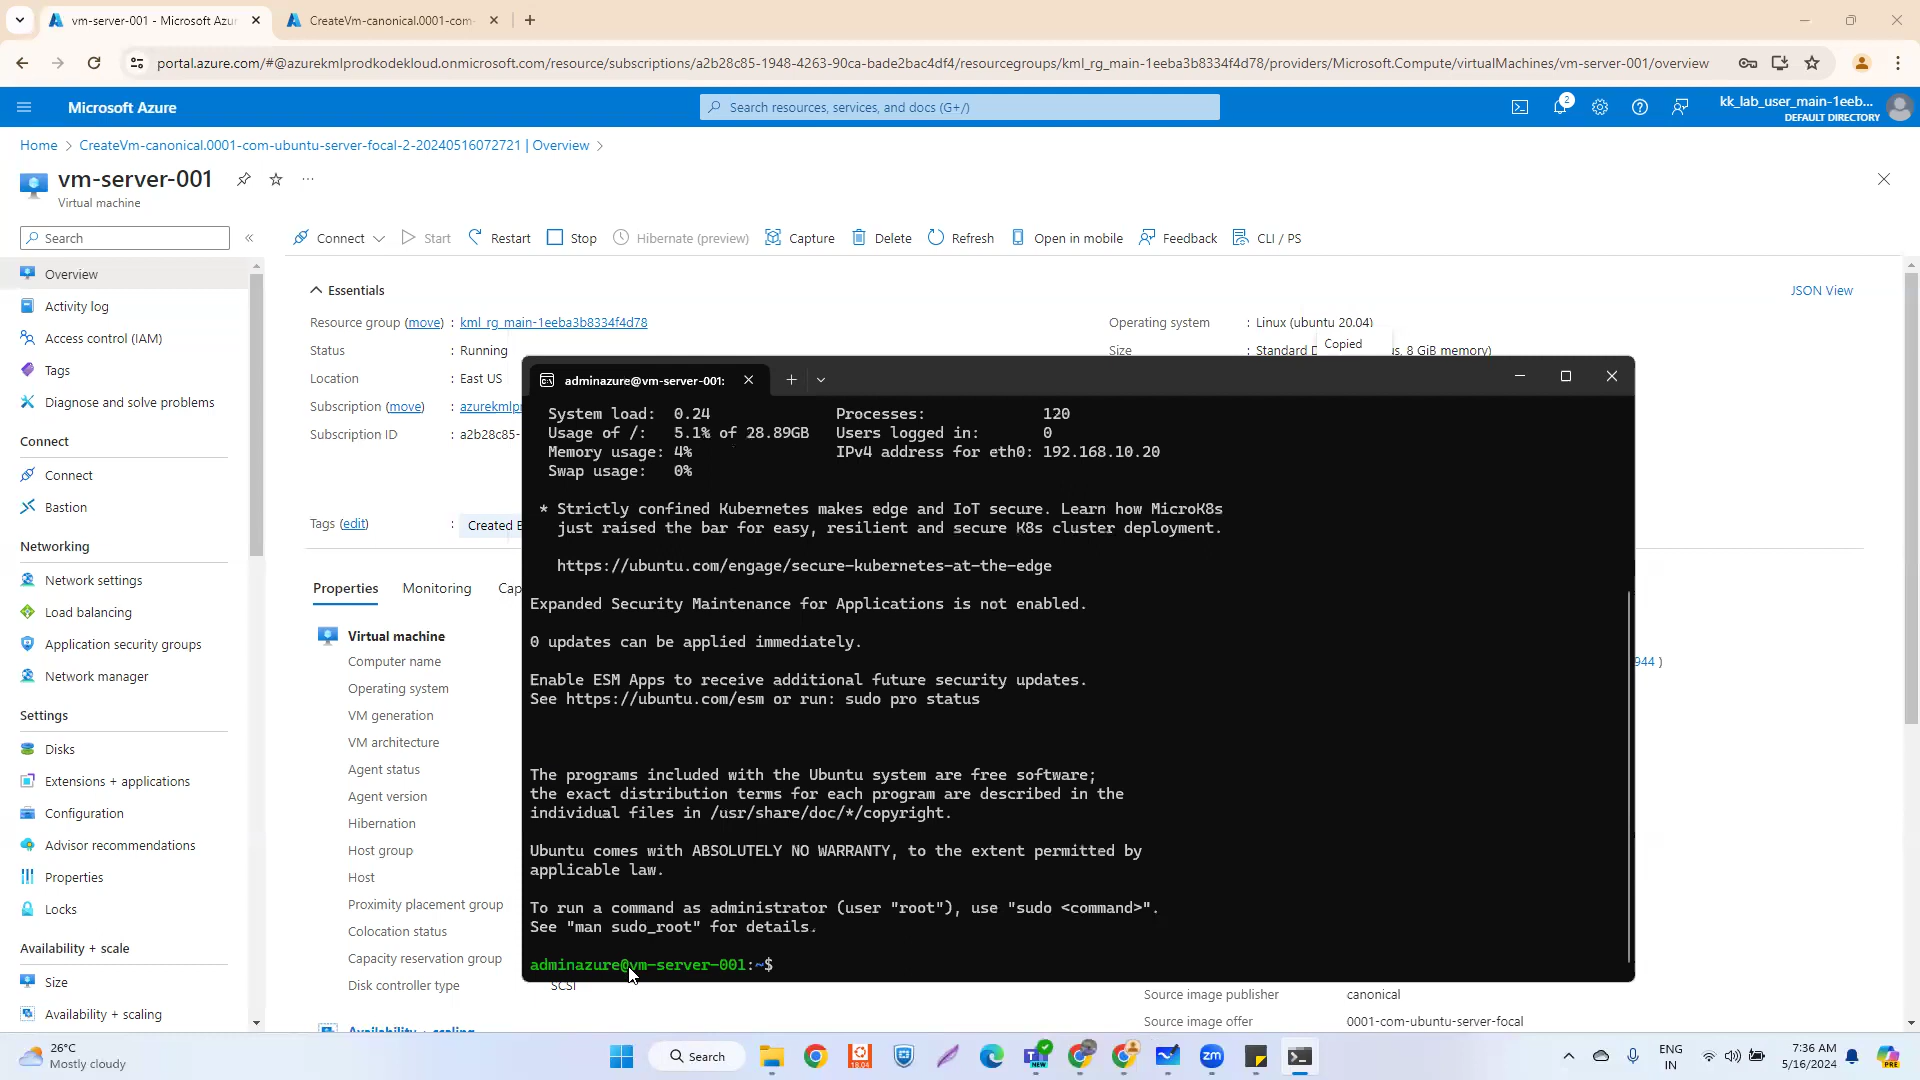 vm-server-001 - Microsoft Azur
CreateVm-canonical.0001-com-
portal.azure.com/#@azurekmlprodkodekloud.onmicrosoft.com/resource/subscriptions/a2b28c85-1948-4263-90ca-bade2bac4df4/resourcegroups/kml_rg_main-1eeba3b8334f4d78/providers/Microsoft.Compute/virtualMachines/vm-server-001/overview
Microsoft Azure
Search resources, services, and docs (G+/)
2
kk_lab_user_main-1eeb...
DEFAULT DIRECTORY
Home > CreateVm-canonical.0001-com-ubuntu-server-focal-2-20240516072721 | Overview >
vm-server-001
Virtual machine
Search
Connect
Start
Restart
Stop
Hibernate (preview)
Capture
Delete
Refresh
Open in mobile
Feedback
CLI / PS
Overview
Activity log
Access control (IAM)
Tags
Diagnose and solve problems
Connect
Connect
Bastion
Networking
Network settings
Load balancing
Application security groups
Network manager
Settings
Disks
Extensions + applications
Configuration
Advisor recommendations
Properties
Locks
Availability + scale
Size
Availability + scaling
Essentials
JSON View
Resource group (move) : kml_rg_main-1eeba3b8334f4d78
Status : Running
Location : East US
Subscription (move) : azurekmlp
Subscription ID : a2b28c85-
Operating system : Linux (ubuntu 20.04)
Size : Standard D us, 8 GiB memory)
Copied
Tags (edit) : Created B
Properties
Monitoring
Cap
Virtual machine
Computer name
Operating system
VM generation
VM architecture
Agent status
Agent version
Hibernation
Host group
Host
Proximity placement group
Colocation status
Capacity reservation group
Disk controller type
SCSI
Availability + scaling
944 )
Source image publisher canonical
Source image offer 0001-com-ubuntu-server-focal
adminazure@vm-server-001:
System load: 0.24 Processes: 120
Usage of /: 5.1% of 28.89GB Users logged in: 0
Memory usage: 4% IPv4 address for eth0: 192.168.10.20
Swap usage: 0%
* Strictly confined Kubernetes makes edge and IoT secure. Learn how MicroK8s
just raised the bar for easy, resilient and secure K8s cluster deployment.
https://ubuntu.com/engage/secure-kubernetes-at-the-edge
Expanded Security Maintenance for Applications is not enabled.
0 updates can be applied immediately.
Enable ESM Apps to receive additional future security updates.
See https://ubuntu.com/esm or run: sudo pro status
The programs included with the Ubuntu system are free software;
the exact distribution terms for each program are described in the
individual files in /usr/share/doc/*/copyright.
Ubuntu comes with ABSOLUTELY NO WARRANTY, to the extent permitted by
applicable law.
To run a command as administrator (user "root"), use "sudo <command>".
See "man sudo_root" for details.
adminazure@vm-server-001:~$
26°C
Mostly cloudy
Search
18.04
NEW
zm
ENG
IN
7:36 AM
5/16/2024
PRE